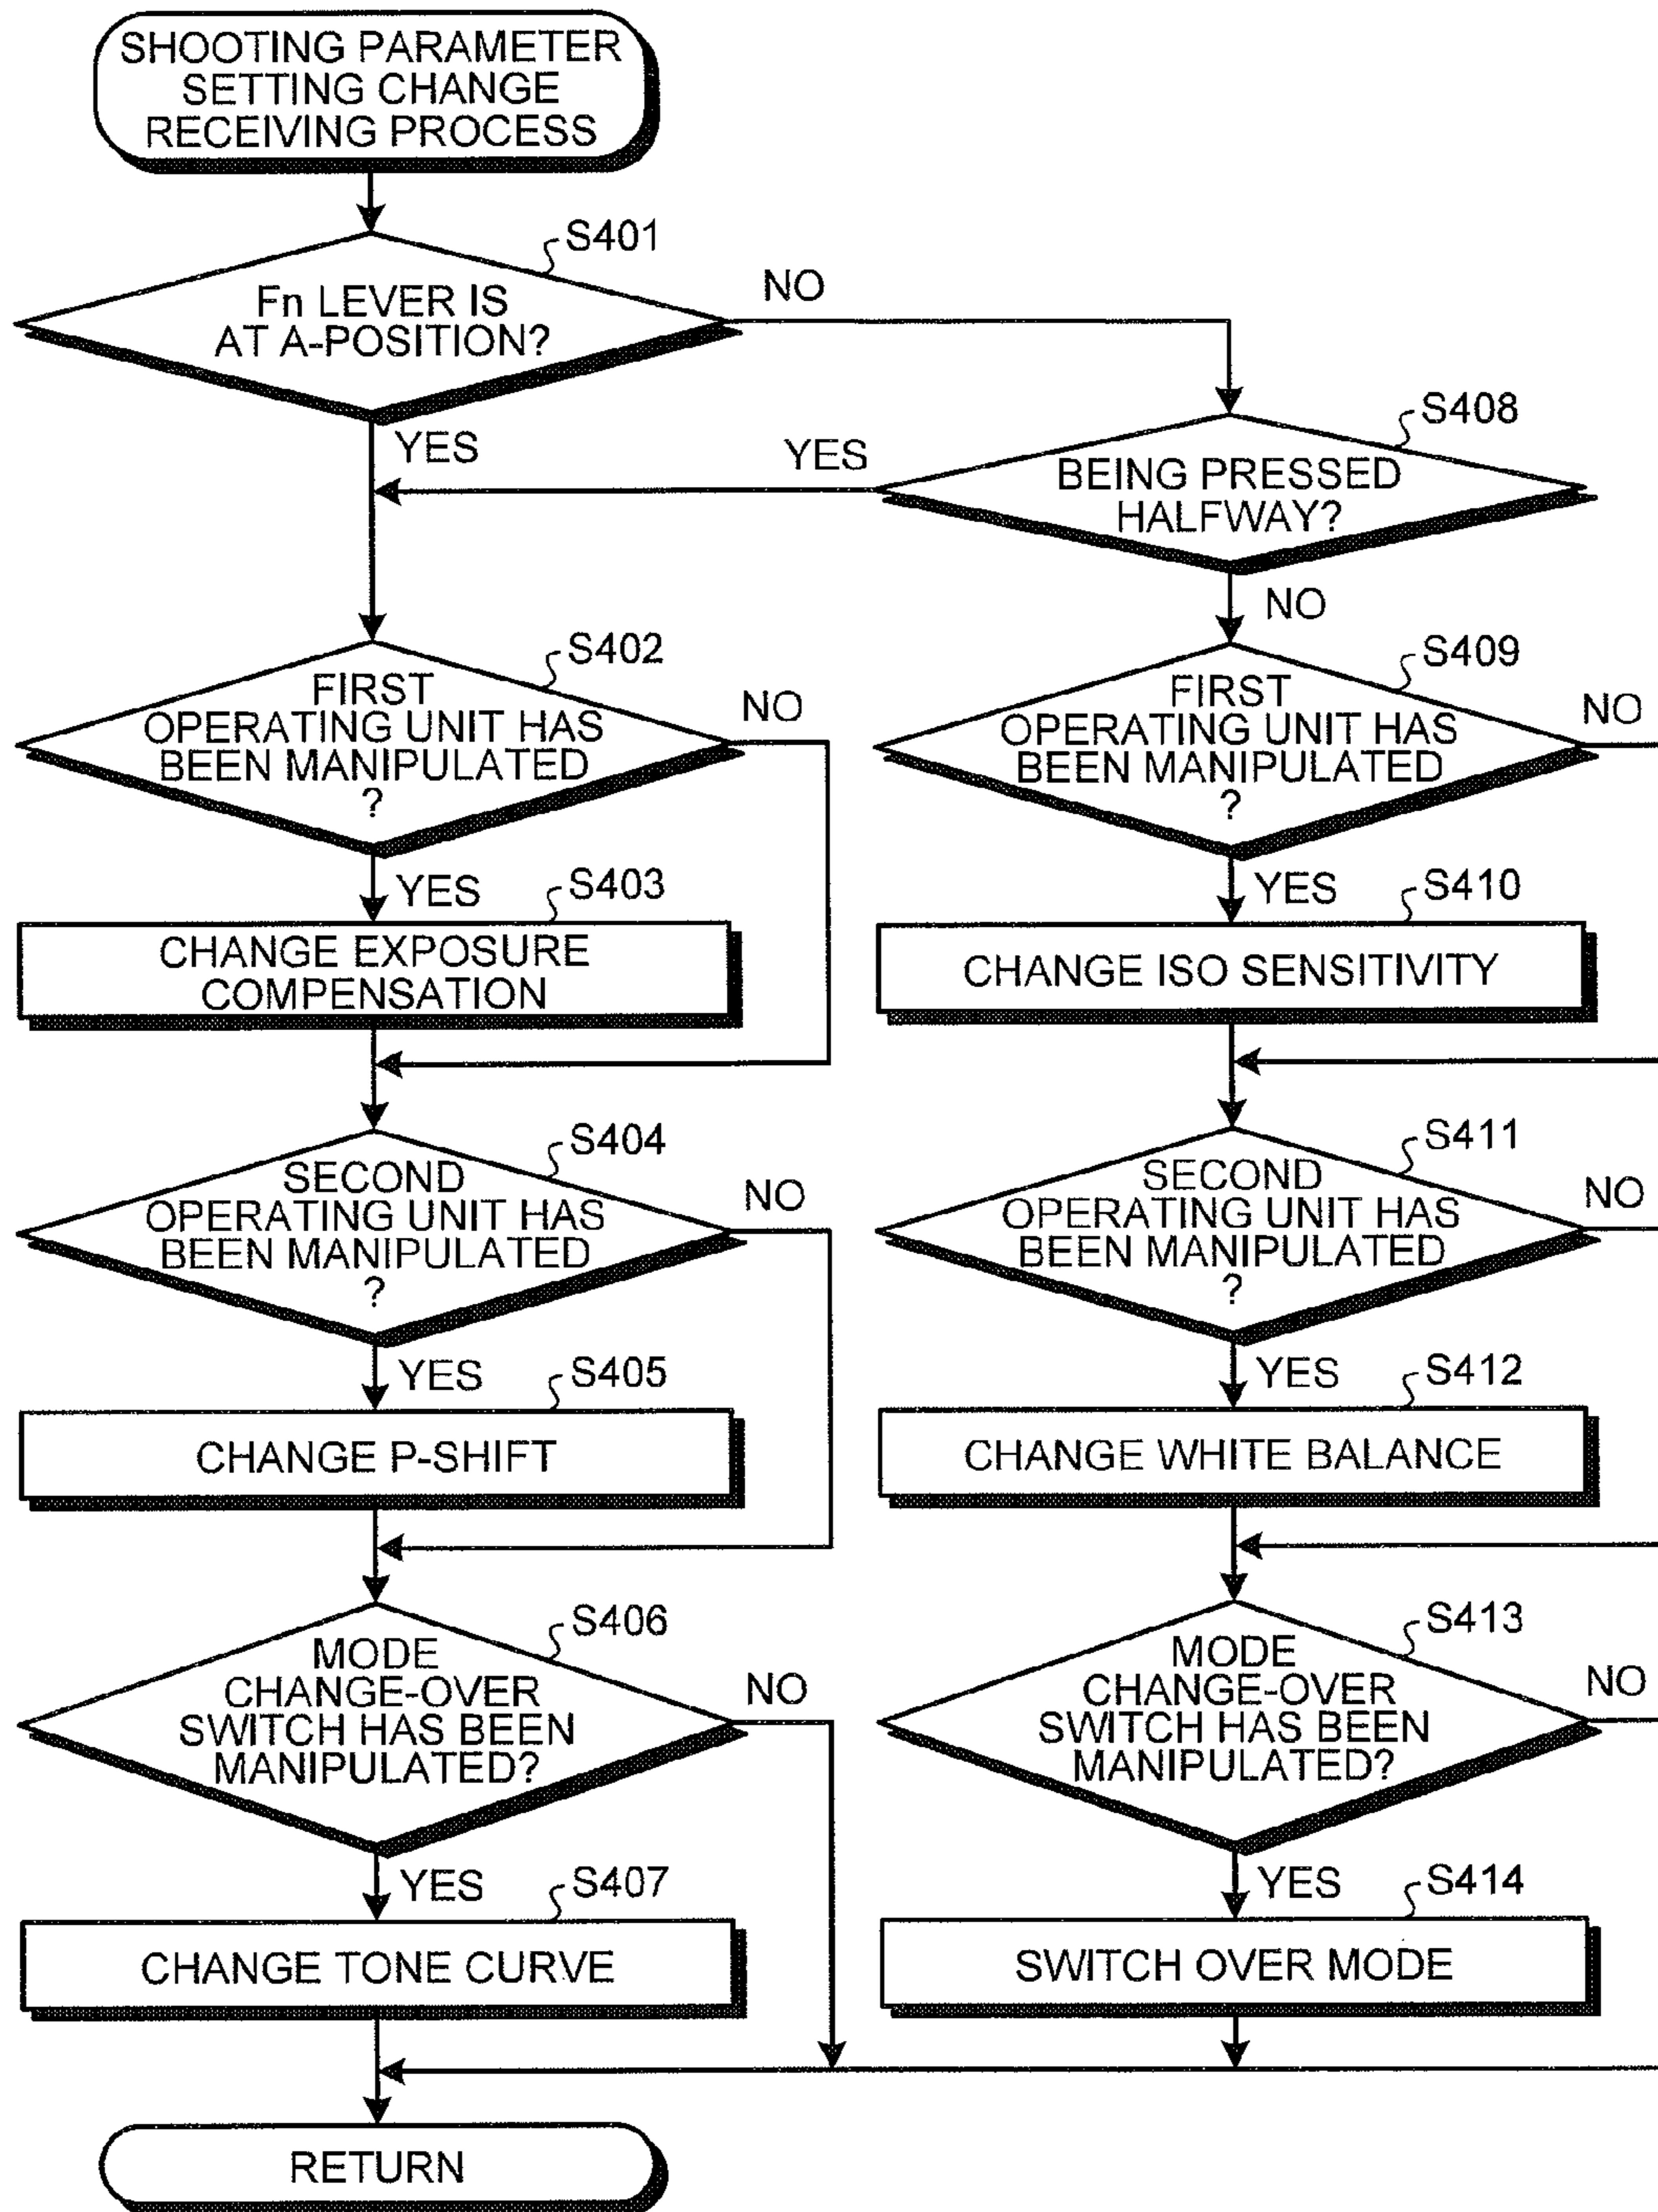 SHOOTING PARAMETER
SETTING CHANGE
RECEIVING PROCESS
S401
Fn LEVER IS
AT A-POSITION?
NO
YES
S408
BEING PRESSED
HALFWAY?
YES
NO
S402
FIRST
OPERATING UNIT HAS
BEEN MANIPULATED
?
NO
YES
S403
CHANGE EXPOSURE
COMPENSATION
S404
SECOND
OPERATING UNIT HAS
BEEN MANIPULATED
?
NO
YES
S405
CHANGE P-SHIFT
S406
MODE
CHANGE-OVER
SWITCH HAS BEEN
MANIPULATED?
NO
YES
S407
CHANGE TONE CURVE
S409
FIRST
OPERATING UNIT HAS
BEEN MANIPULATED
?
NO
YES
S410
CHANGE ISO SENSITIVITY
S411
SECOND
OPERATING UNIT HAS
BEEN MANIPULATED
?
NO
YES
S412
CHANGE WHITE BALANCE
S413
MODE
CHANGE-OVER
SWITCH HAS BEEN
MANIPULATED?
NO
YES
S414
SWITCH OVER MODE
RETURN